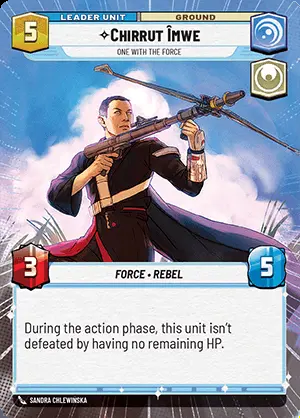 5
LEADER UNIT
GROUND
CHIRRUT ÎMWE
ONE WITH THE FORCE
3
FORCE • REBEL
5
During the action phase, this unit isn't
defeated by having no remaining HP.
SANDRA CHLEWINSKA